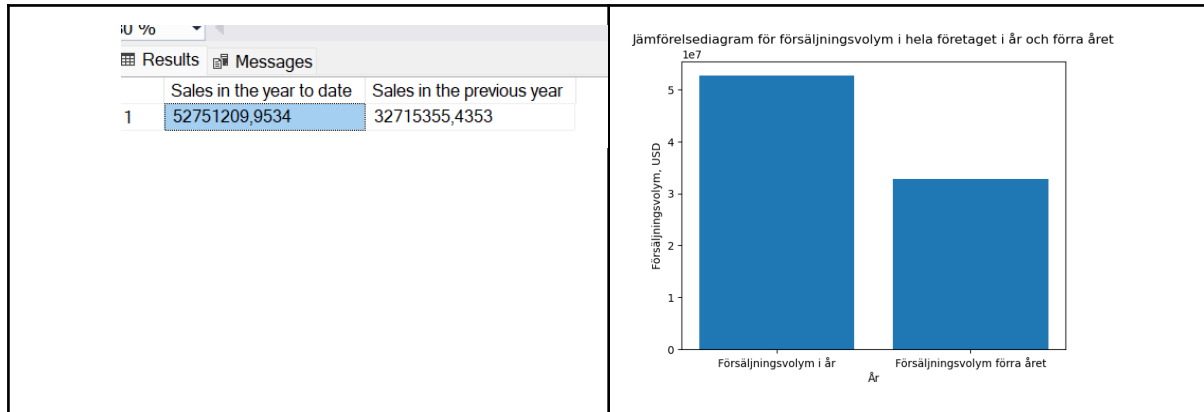 Results Messages
Sales in the year to date Sales in the previous year
1 52751209,9534 32715355,4353
Jämförelsediagram för försäljningsvolym i hela företaget i år och förra året
1e7
5
4
3
2
1
0
Försäljningsvolym, USD
Försäljningsvolym i år Försäljningsvolym förra året
År